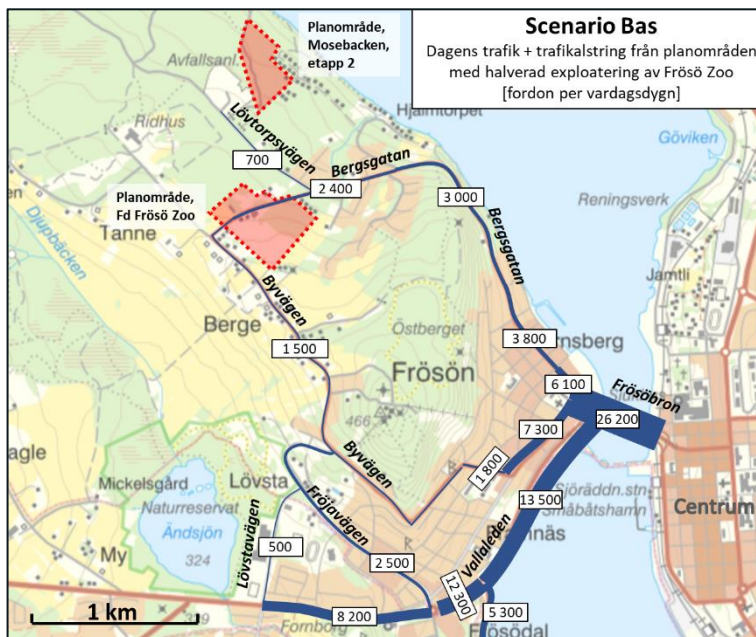 Scenario Bas
Dagens trafik + trafikalstring från planområden
med halverad exploatering av Frösö Zoo
[fordon per vardagsdygn]
Planområde,
Mosebacken,
etapp 2
Avfallsanl.
Hjälmtorpet
Ridhus
Lövtorpsvägen
700
Bergsgatan
2 400
3 000
Bergsgatan
Göviken
Reningsverk
Planområde,
Fd Frösö Zoo
Tanne
Djupbäcken
Jamtli
Byvägen
Berge
1 500
Östberget
3 800
rnsberg
Frösön
6 100
Frösöbron
26 200
466
7 300
Byvägen
1 800
agle
Mickelsgård
Lövsta
Naturreservat
Ändsjön
324
My
Fröjavägen
Lövstavägen
500
13 500
Sjöräddn.stn
Småbåtshamn
Centrum
Vallaleden
2 500
12 300
1 km
8 200
5 300
Fornborg
Frösödal